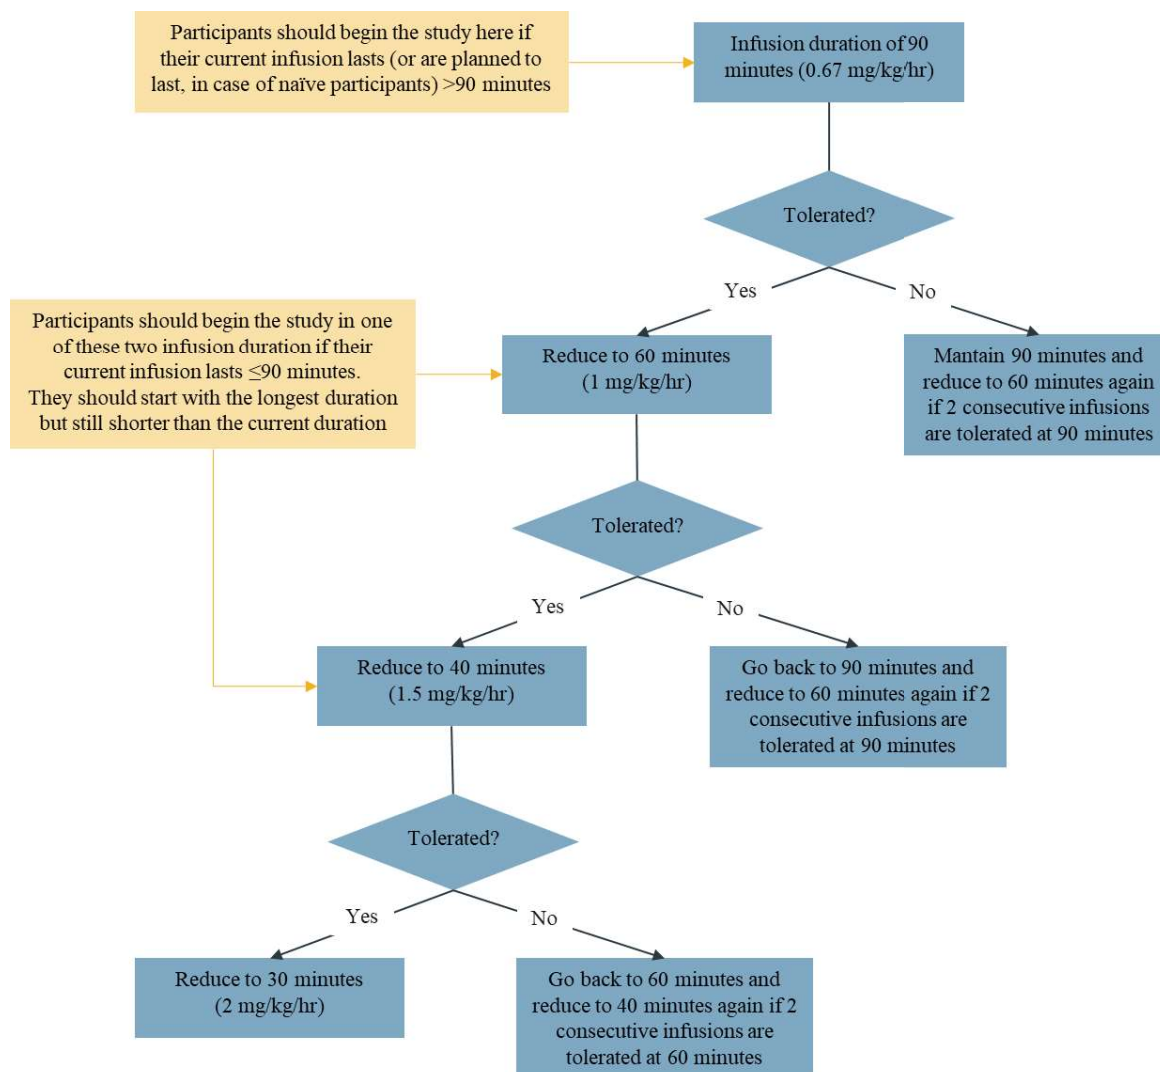 Participants should begin the study here if
their current infusion lasts (or are planned to
last, in case of naïve participants) >90 minutes
Infusion duration of 90
minutes (0.67 mg/kg/hr)
Tolerated?
Yes
No
Participants should begin the study in one
of these two infusion duration if their
current infusion lasts ≤90 minutes.
They should start with the longest duration
but still shorter than the current duration
Reduce to 60 minutes
(1 mg/kg/hr)
Mantain 90 minutes and
reduce to 60 minutes again
if 2 consecutive infusions
are tolerated at 90 minutes
Tolerated?
Yes
No
Reduce to 40 minutes
(1.5 mg/kg/hr)
Go back to 90 minutes and
reduce to 60 minutes again if 2
consecutive infusions are
tolerated at 90 minutes
Tolerated?
Yes
No
Reduce to 30 minutes
(2 mg/kg/hr)
Go back to 60 minutes and
reduce to 40 minutes again if 2
consecutive infusions are
tolerated at 60 minutes